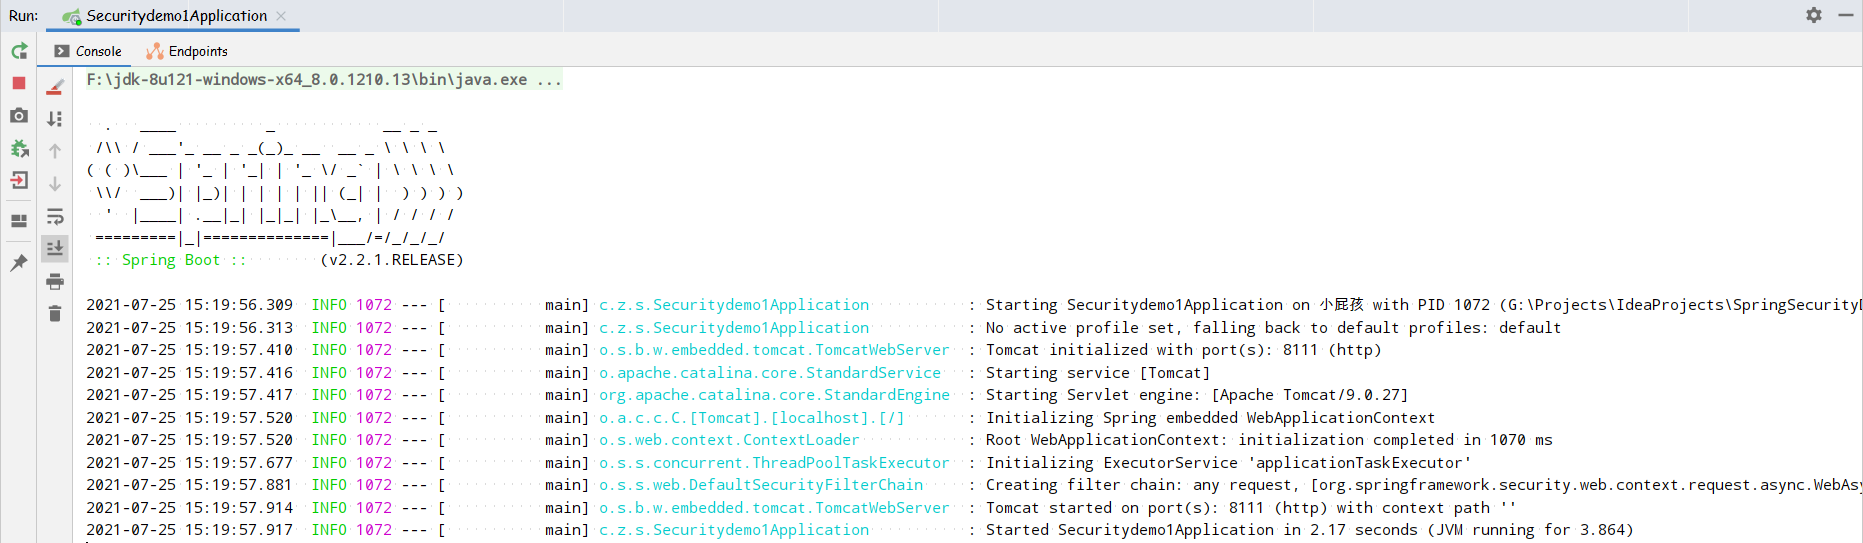 Run: Securitydemo1Application
Console Endpoints
F:\jdk-8u121-windows-x64_8.0.1210.13\bin\java.exe ...
  .   ____          _            __ _ _
 /\\ / ___'_ __ _ _(_)_ __  __ _ \ \ \ \
( ( )\___ | '_ | '_| | '_ \/ _` | \ \ \ \
 \\/  ___)| |_)| | | | | || (_| |  ) ) ) )
  '  |____| .__|_| |_|_| |_\__, | / / / /
 =========|_|==============|___/=/_/_/_/
 :: Spring Boot ::        (v2.2.1.RELEASE)
2021-07-25 15:19:56.309  INFO 1072 --- [           main] c.z.s.Securitydemo1Application           : Starting Securitydemo1Application on 小屁孩 with PID 1072 (G:\Projects\IdeaProjects\SpringSecurity
2021-07-25 15:19:56.313  INFO 1072 --- [           main] c.z.s.Securitydemo1Application           : No active profile set, falling back to default profiles: default
2021-07-25 15:19:57.410  INFO 1072 --- [           main] o.s.b.w.embedded.tomcat.TomcatWebServer  : Tomcat initialized with port(s): 8111 (http)
2021-07-25 15:19:57.416  INFO 1072 --- [           main] o.apache.catalina.core.StandardService   : Starting service [Tomcat]
2021-07-25 15:19:57.417  INFO 1072 --- [           main] org.apache.catalina.core.StandardEngine  : Starting Servlet engine: [Apache Tomcat/9.0.27]
2021-07-25 15:19:57.520  INFO 1072 --- [           main] o.a.c.c.C.[Tomcat].[localhost].[/]       : Initializing Spring embedded WebApplicationContext
2021-07-25 15:19:57.520  INFO 1072 --- [           main] o.s.web.context.ContextLoader            : Root WebApplicationContext: initialization completed in 1070 ms
2021-07-25 15:19:57.677  INFO 1072 --- [           main] o.s.s.concurrent.ThreadPoolTaskExecutor  : Initializing ExecutorService 'applicationTaskExecutor'
2021-07-25 15:19:57.881  INFO 1072 --- [           main] o.s.s.web.DefaultSecurityFilterChain     : Creating filter chain: any request, [org.springframework.security.web.context.request.async.WebAsy
2021-07-25 15:19:57.914  INFO 1072 --- [           main] o.s.b.w.embedded.tomcat.TomcatWebServer  : Tomcat started on port(s): 8111 (http) with context path ''
2021-07-25 15:19:57.917  INFO 1072 --- [           main] c.z.s.Securitydemo1Application           : Started Securitydemo1Application in 2.17 seconds (JVM running for 3.864)